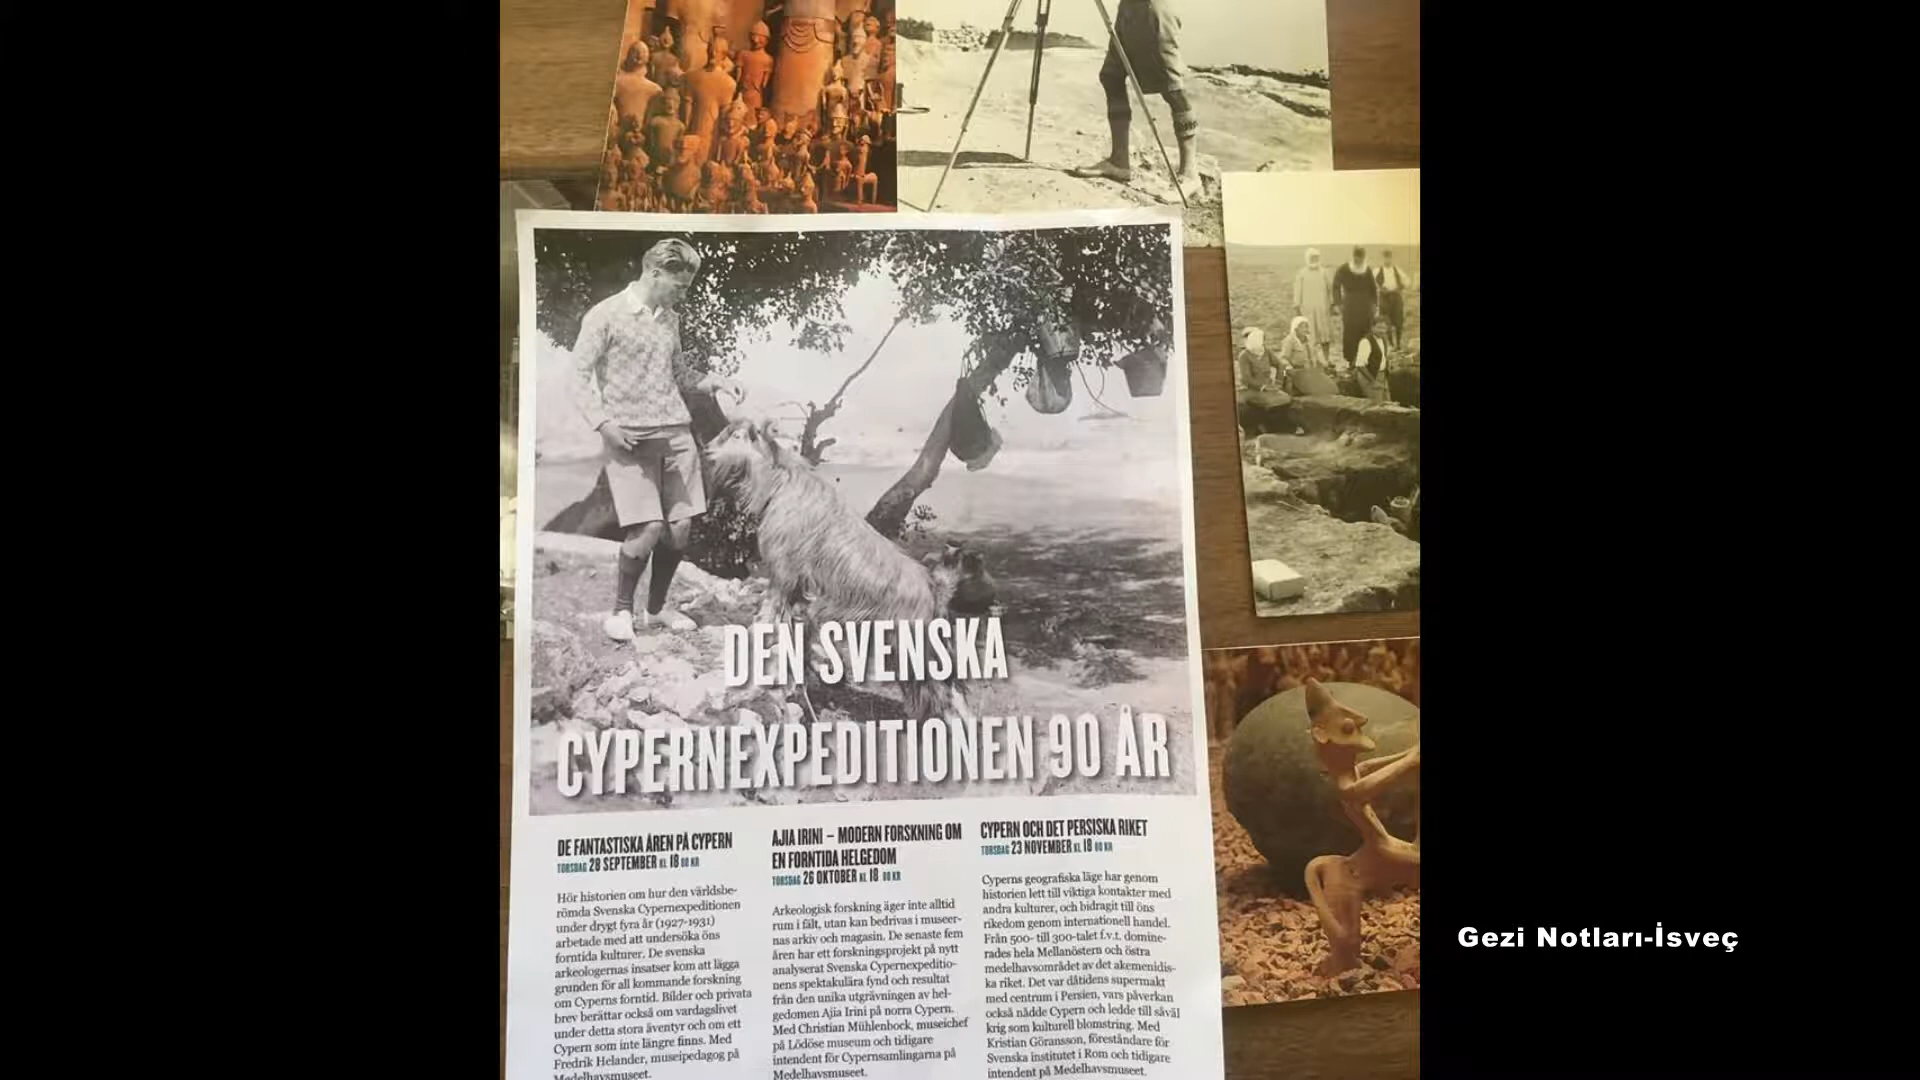 DEN SVENSKA
CYPERNEXPEDITIONEN 90 ÅR
DE FANTASTISKA ÅREN PÅ CYPERN
TORSDAG 28 SEPTEMBER KL 18 80 KR
Hör historien om hur den världsbe-
römda Svenska Cypernexpeditionen
under drygt fyra år (1927-1931)
arbetade med att undersöka öns
forntida kulturer. De svenska
arkeologernas insatser kom att lägga
grunden för all kommande forskning
om Cyperns forntid. Bilder och privata
brev berättar också om vardagslivet
under detta stora äventyr och om ett
Cypern som inte längre finns. Med
Fredrik Helander, museipedagog på
Medelhavsmuseet.
AJIA IRINI – MODERN FORSKNING OM
EN FORNTIDA HELGEDOM
TORSDAG 26 OKTOBER KL 18 80 KR
Arkeologisk forskning äger inte alltid
rum i fält, utan kan bedrivas i museer-
nas arkiv och magasin. De senaste fem
åren har ett forskningsprojekt på nytt
analyserat Svenska Cypernexpeditio-
nens spektakulära fynd och resultat
från den unika utgrävningen av hel-
gedomen Ajia Irini på norra Cypern.
Med Christian Mühlenbock, museichef
på Lödöse museum och tidigare
intendent för Cypernsamlingarna på
Medelhavsmuseet.
CYPERN OCH DET PERSISKA RIKET
TORSDAG 23 NOVEMBER KL 18 80 KR
Cyperns geografiska läge har genom
historien lett till viktiga kontakter med
andra kulturer, och bidragit till öns
rikedom genom internationell handel.
Från 500- till 300-talet f.v.t. domine-
rades hela Mellanöstern och östra
medelhavsområdet av det akemenidis-
ka riket. Det var dåtidens supermakt
med centrum i Persien, vars påverkan
också nådde Cypern och ledde till såväl
krig som kulturell blomstring. Med
Kristian Göransson, föreståndare för
Svenska institutet i Rom och tidigare
intendent på Medelhavsmuseet.
Gezi Notları-İsveç